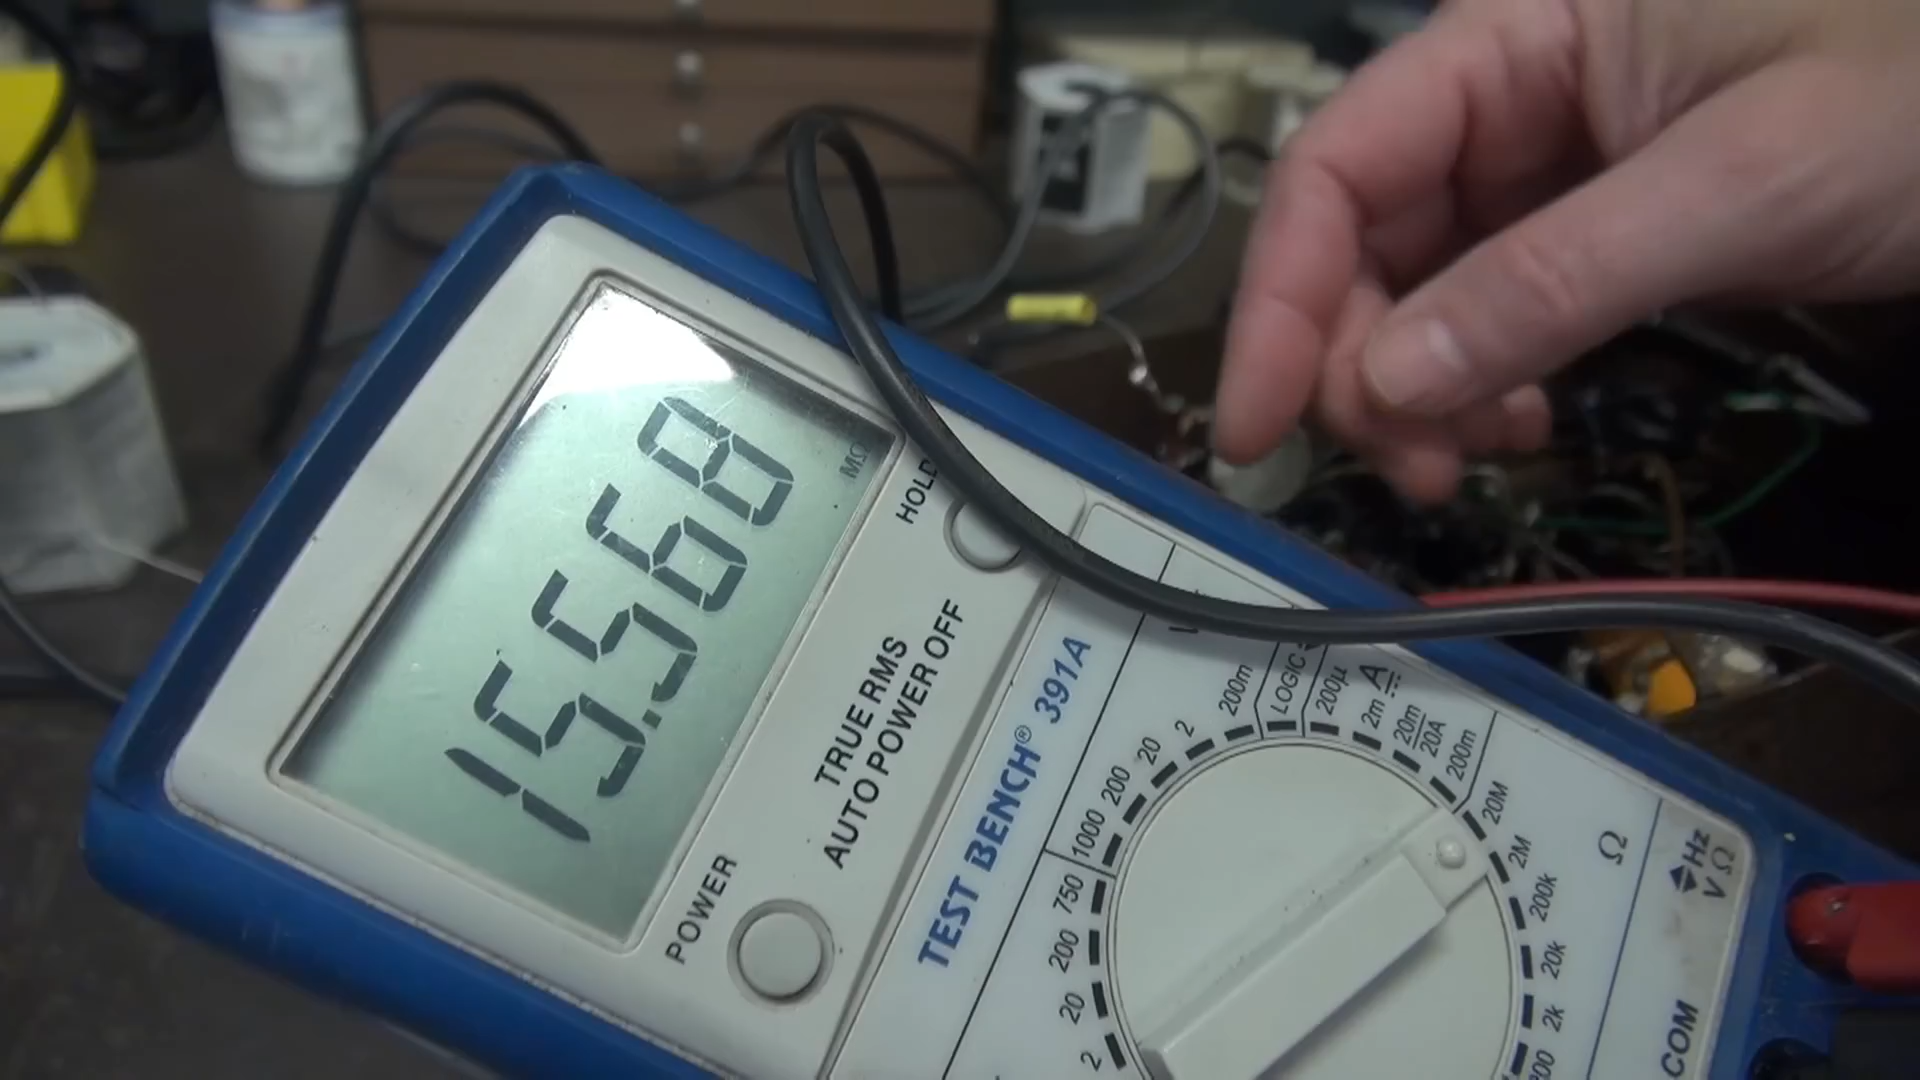 15.568
MΩ
HOLD
POWER
TRUE RMS
AUTO POWER OFF
TEST BENCH® 391A
2
20
200
750
1000
200
20
2
200m
LOGIC
200µ
A
2m
20m
20A
200m
20M
2M
200k
20k
2k
Ω
Hz
V Ω
COM